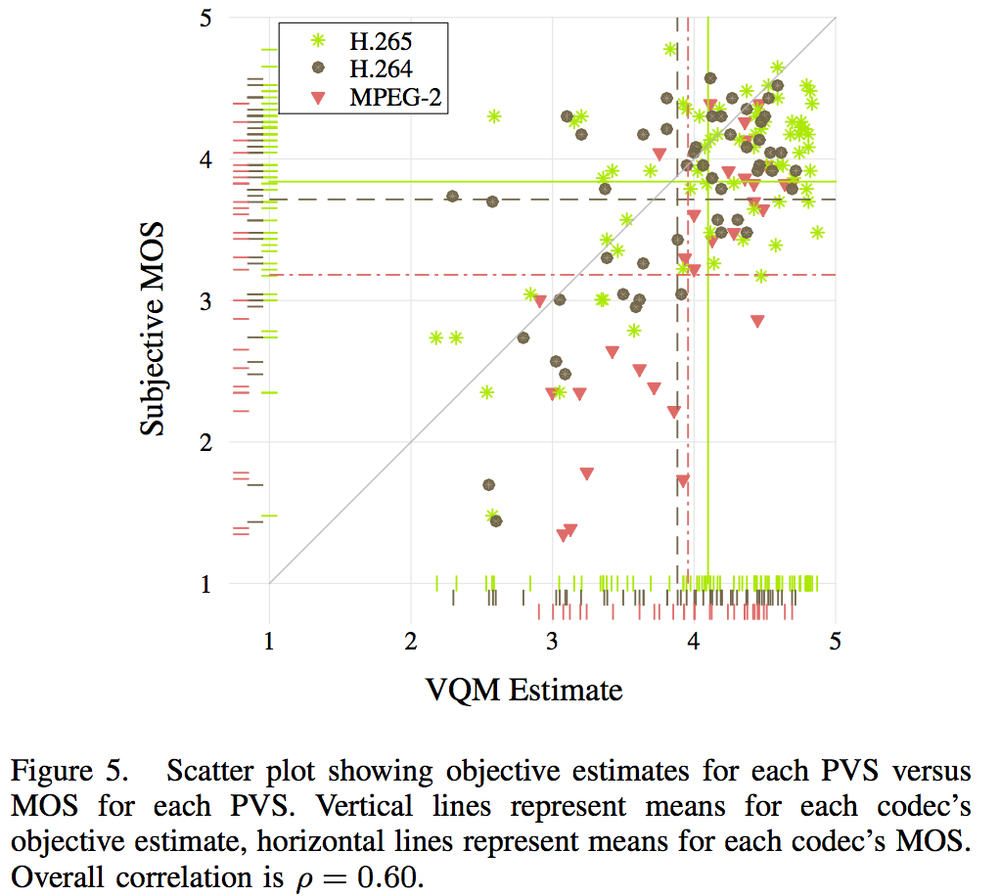 5
4
3
2
1
Subjective MOS
H.265
H.264
MPEG-2
1 2 3 4 5
VQM Estimate
Figure 5. Scatter plot showing objective estimates for each PVS versus
MOS for each PVS. Vertical lines represent means for each codec's
objective estimate, horizontal lines represent means for each codec's MOS.
Overall correlation is ρ = 0.60.